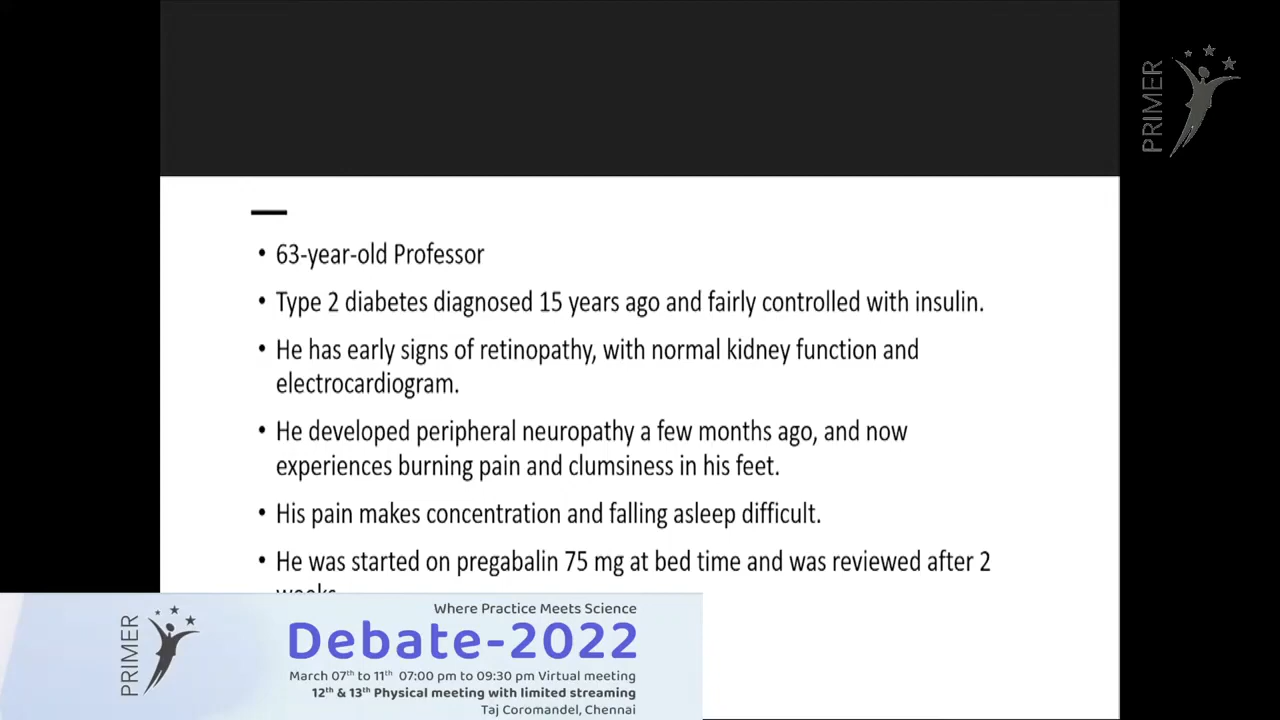 PRIMER
• 63-year-old Professor
• Type 2 diabetes diagnosed 15 years ago and fairly controlled with insulin.
• He has early signs of retinopathy, with normal kidney function and
electrocardiogram.
• He developed peripheral neuropathy a few months ago, and now
experiences burning pain and clumsiness in his feet.
• His pain makes concentration and falling asleep difficult.
• He was started on pregabalin 75 mg at bed time and was reviewed after 2
weeks.
PRIMER
Where Practice Meets Science
Debate-2022
March 07th to 11th 07:00 pm to 09:30 pm Virtual meeting
12th & 13th Physical meeting with limited streaming
Taj Coromandel, Chennai